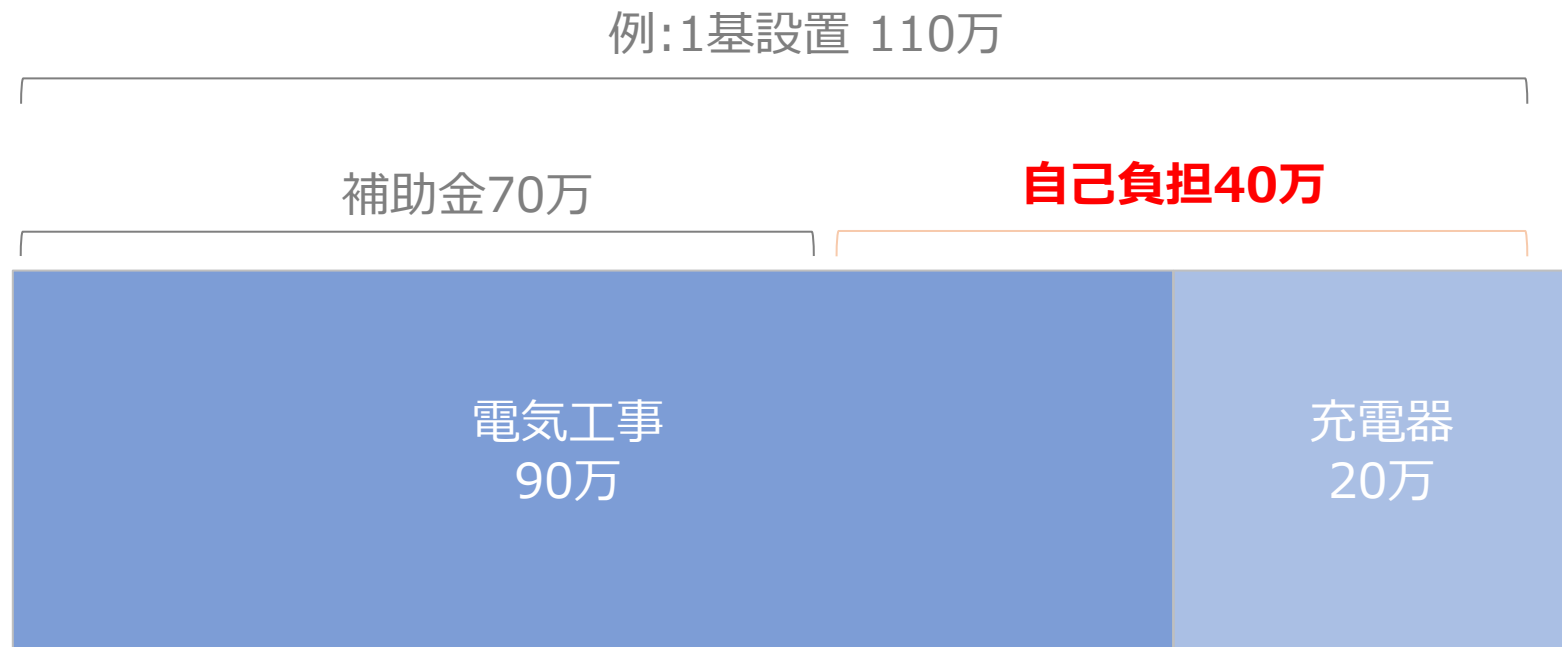 例:1基設置 110万
補助金70万
自己負担40万
電気工事
90万
充電器
20万